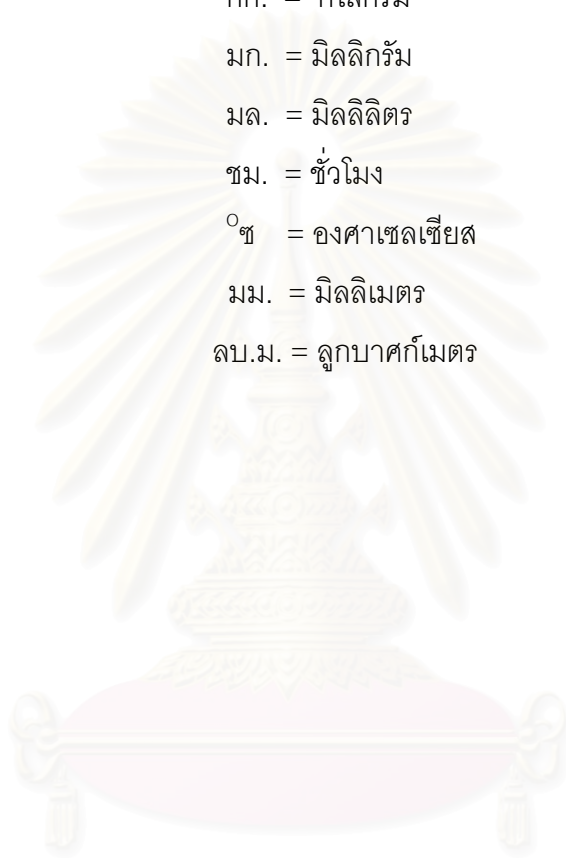 มก. = มิลลิกรัม
มล. = มิลลิลิตร
ชม. = ชั่วโมง
ºซ = องศาเซลเซียส
มม. = มิลลิเมตร
ลบ.ม. = ลูกบาศก์เมตร